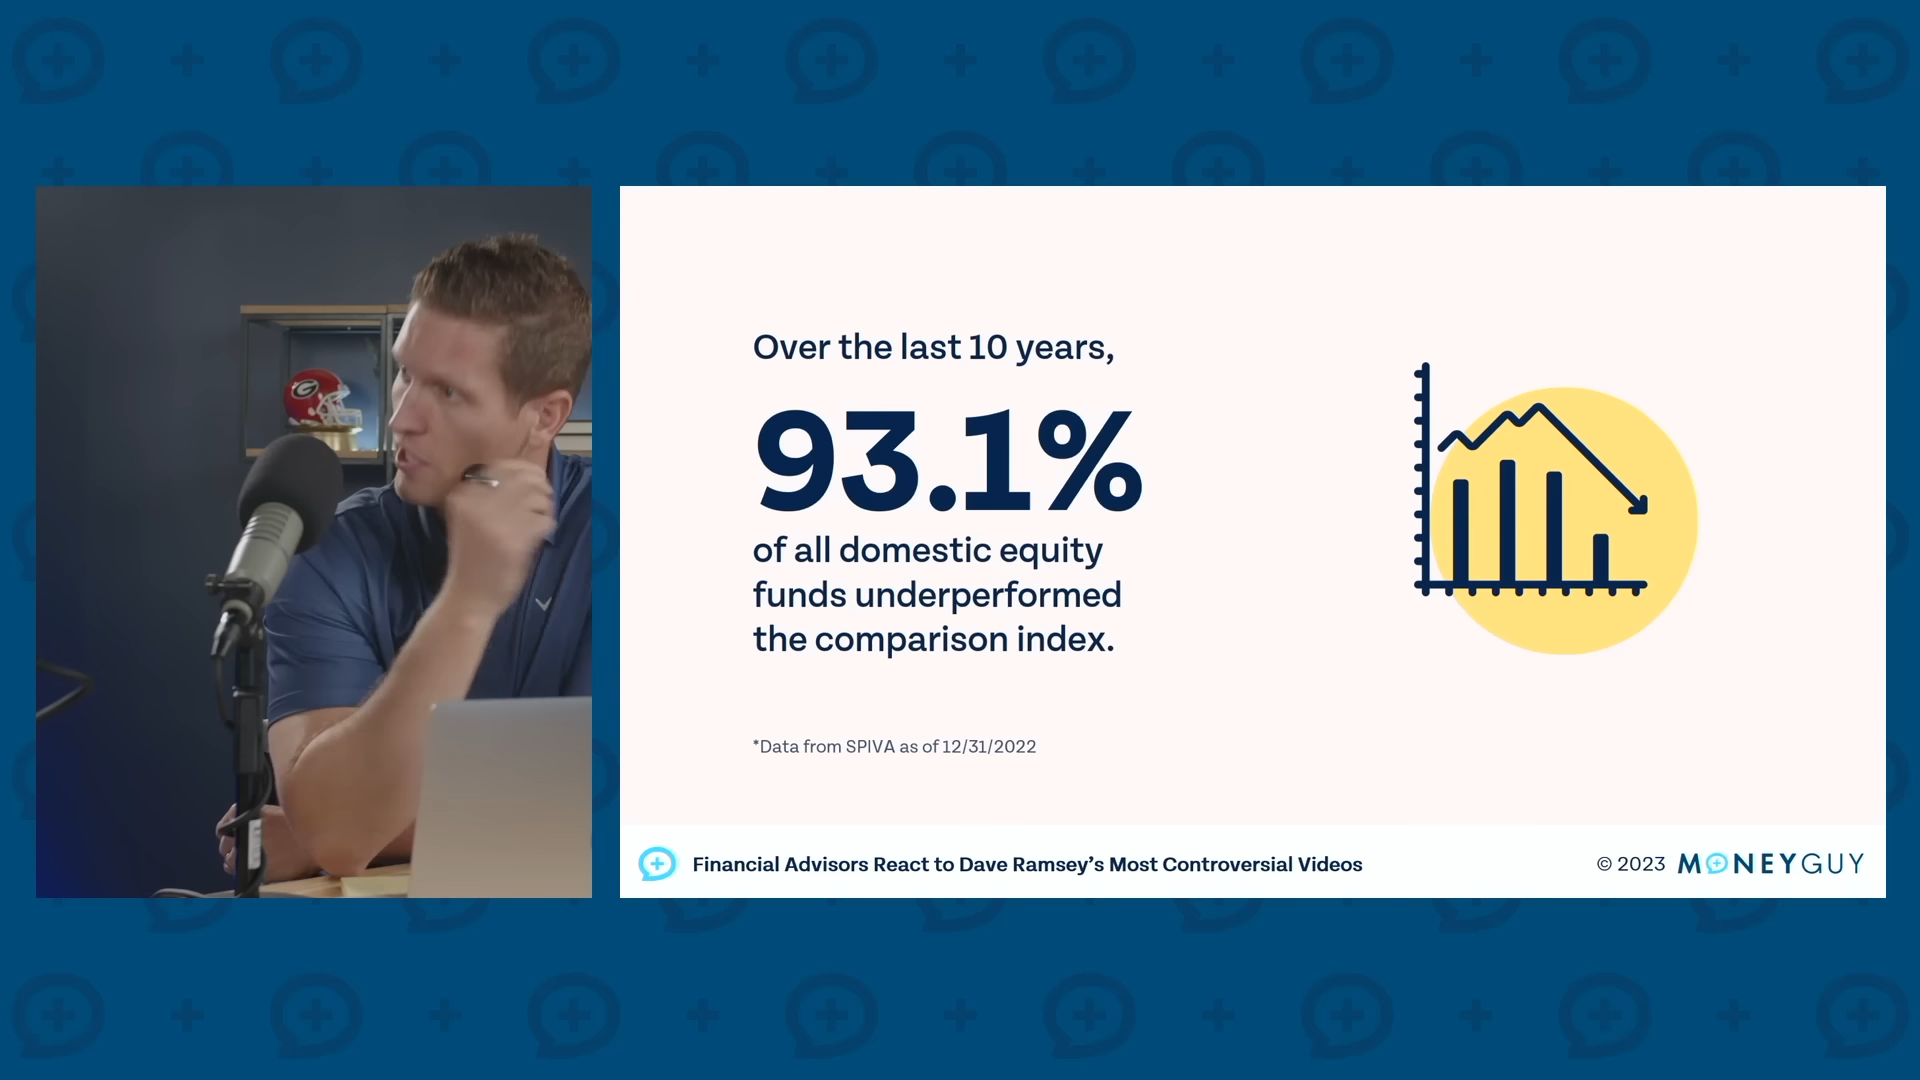 Over the last 10 years,
93.1%
of all domestic equity
funds underperformed
the comparison index.
*Data from SPIVA as of 12/31/2022
Financial Advisors React to Dave Ramsey’s Most Controversial Videos
© 2023 MONEYGUY
G